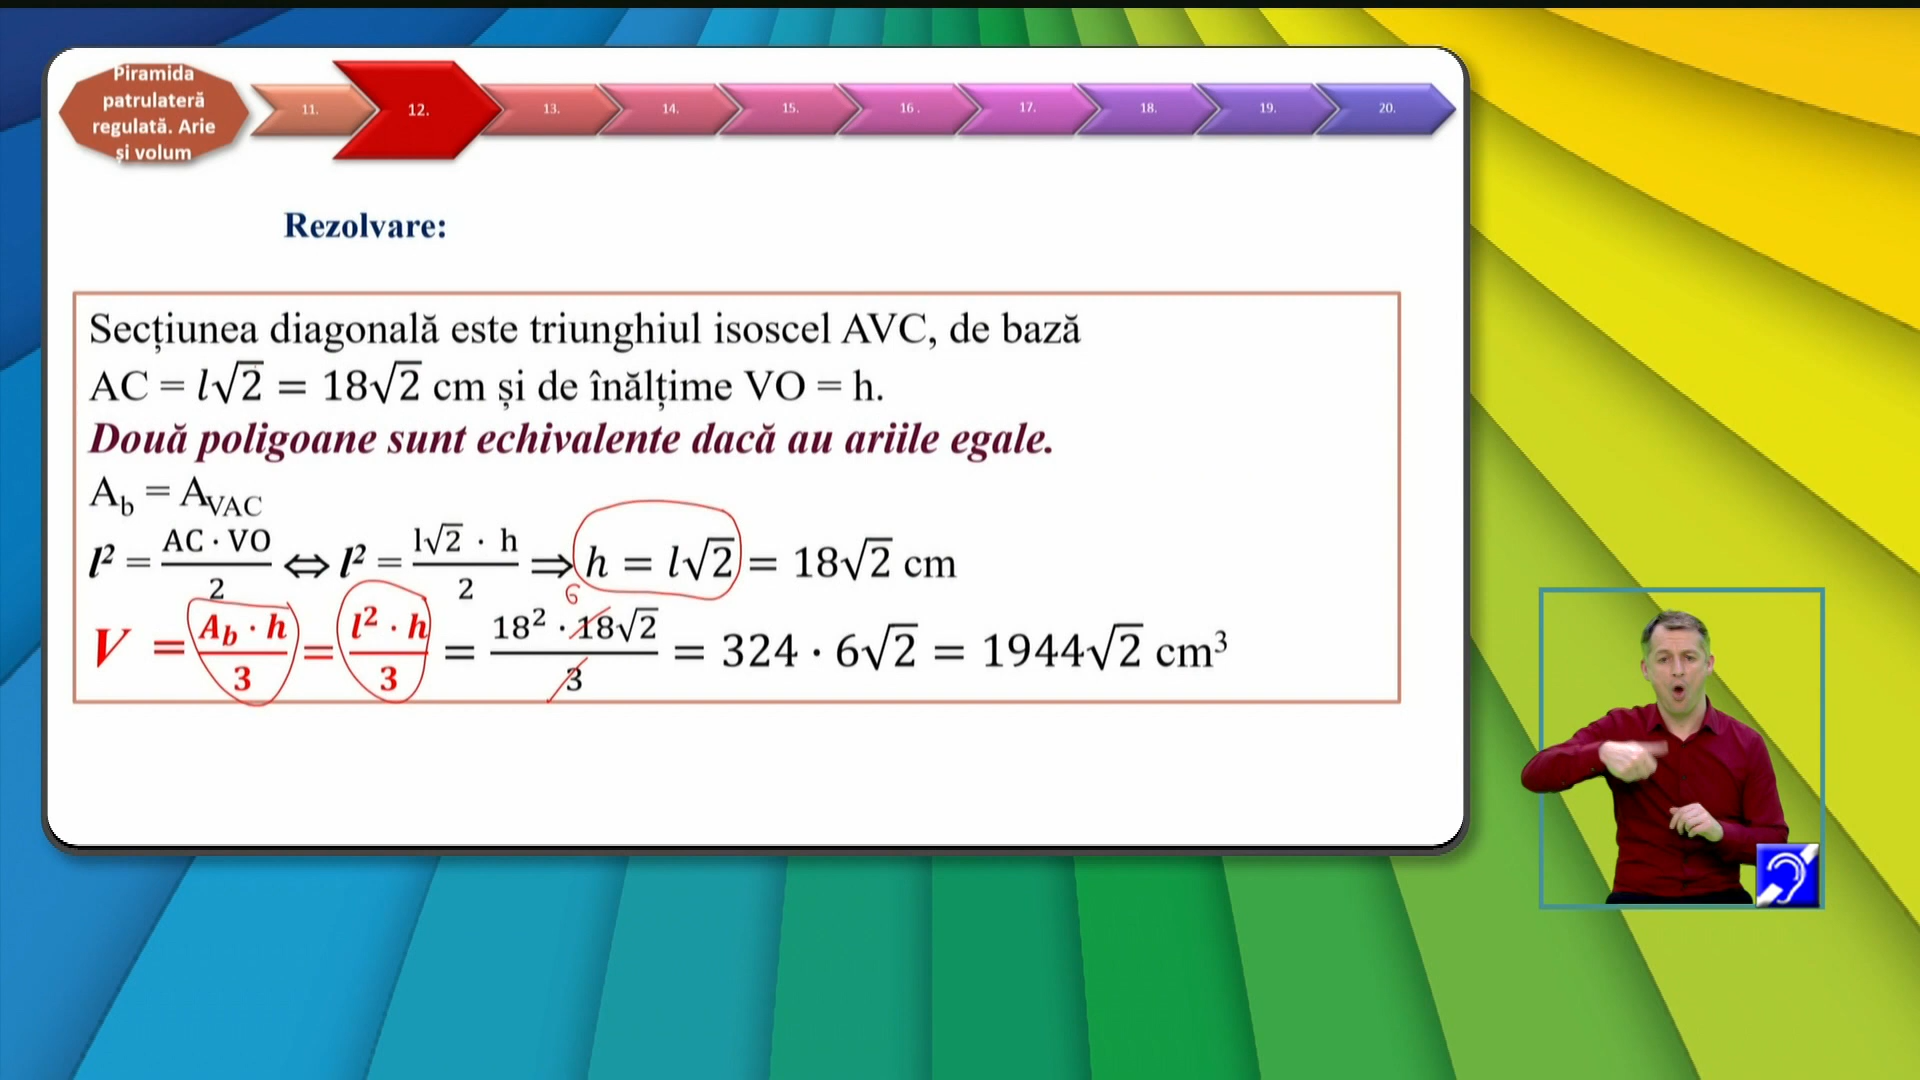 Piramida
patrulateră
regulată. Arie
și volum
11.
12.
13.
14.
15.
16 .
17.
18.
19.
20.
Rezolvare:
Secțiunea diagonală este triunghiul isoscel AVC, de bază
AC = l√2 = 18√2 cm și de înălțime VO = h.
Două poligoane sunt echivalente dacă au ariile egale.
A_b = A_VAC
l² = (AC · VO)/2 ⇔ l² = (l√2 · h)/2 ⇒ h = l√2 = 18√2 cm
6
V = (A_b · h)/3 = (l² · h)/3 = (18² · 18√2)/3 = 324 · 6√2 = 1944√2 cm³